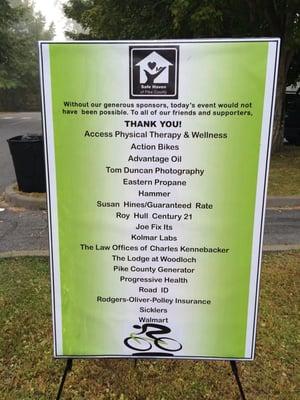 Safe Haven
of Pike County
Without our generous sponsors, today's event would not
have been possible. To all of our friends and supporters,
THANK YOU!
Access Physical Therapy & Wellness
Action Bikes
Advantage Oil
Tom Duncan Photography
Eastern Propane
Hammer
Susan Hines/Guaranteed Rate
Roy Hull Century 21
Joe Fix Its
Kolmar Labs
The Law Offices of Charles Kennebacker
The Lodge at Woodloch
Pike County Generator
Progressive Health
Road ID
Rodgers-Oliver-Polley Insurance
Sicklers
Walmart